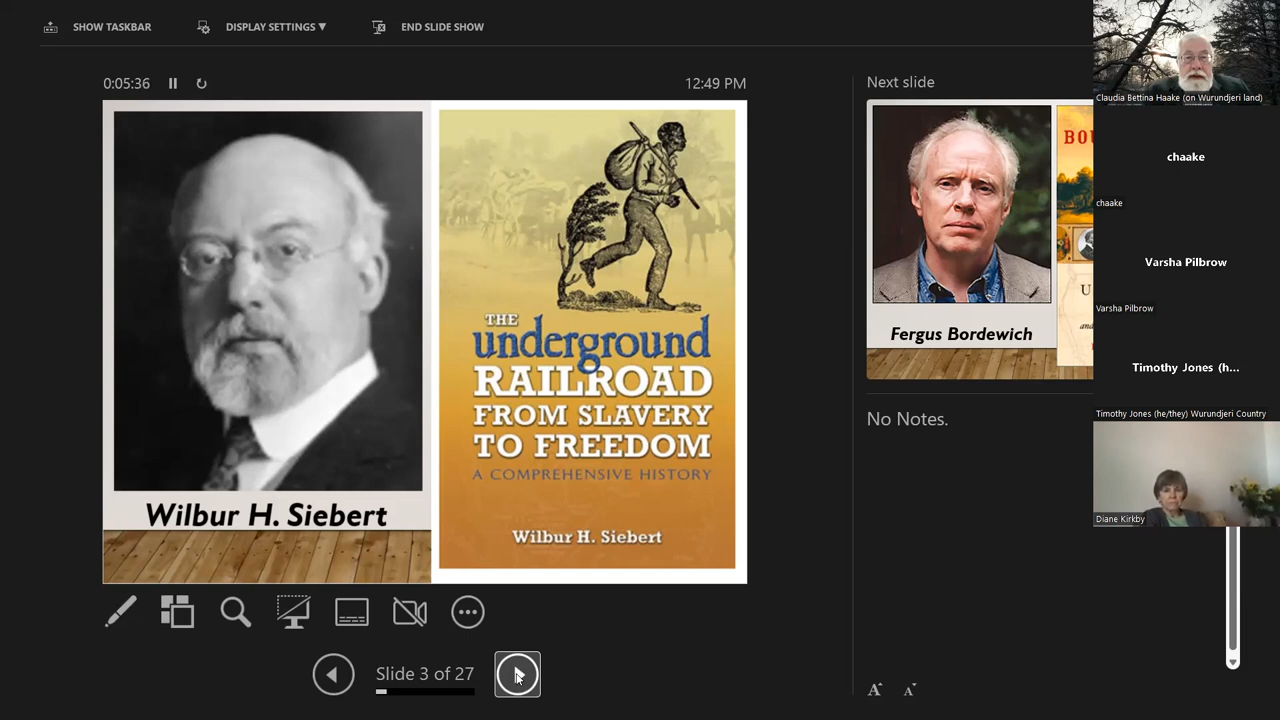 SHOW TASKBAR
DISPLAY SETTINGS ▼
END SLIDE SHOW
0:05:36
12:49 PM
Wilbur H. Siebert
THE
underground
RAILROAD
FROM SLAVERY
TO FREEDOM
A COMPREHENSIVE HISTORY
Wilbur H. Siebert
Slide 3 of 27
Next slide
Fergus Bordewich
BOU
U
No Notes.
A A
Claudia Bettina Haake (on Wurundjeri land)
chaake
chaake
Varsha Pilbrow
Varsha Pilbrow
Timothy Jones (h...
Timothy Jones (he/they) Wurundjeri Country
Diane Kirkby